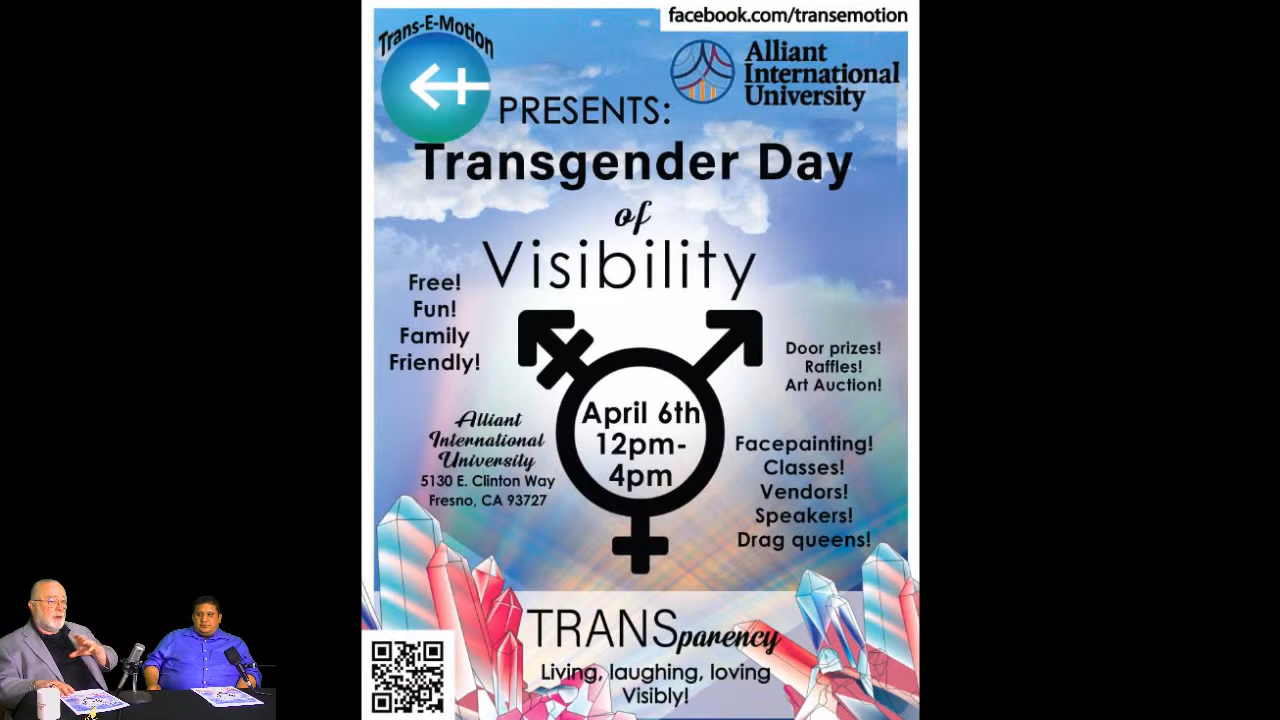 facebook.com/transemotion
Trans-E-Motion
Alliant
International
University
PRESENTS:
Transgender Day
of
Visibility
Free!
Fun!
Family
Friendly!
Door prizes!
Raffles!
Art Auction!
April 6th
12pm-
4pm
Alliant
International
University
5130 E. Clinton Way
Fresno, CA 93727
Facepainting!
Classes!
Vendors!
Speakers!
Drag queens!
TRANSparency
Living, laughing, loving
Visibly!